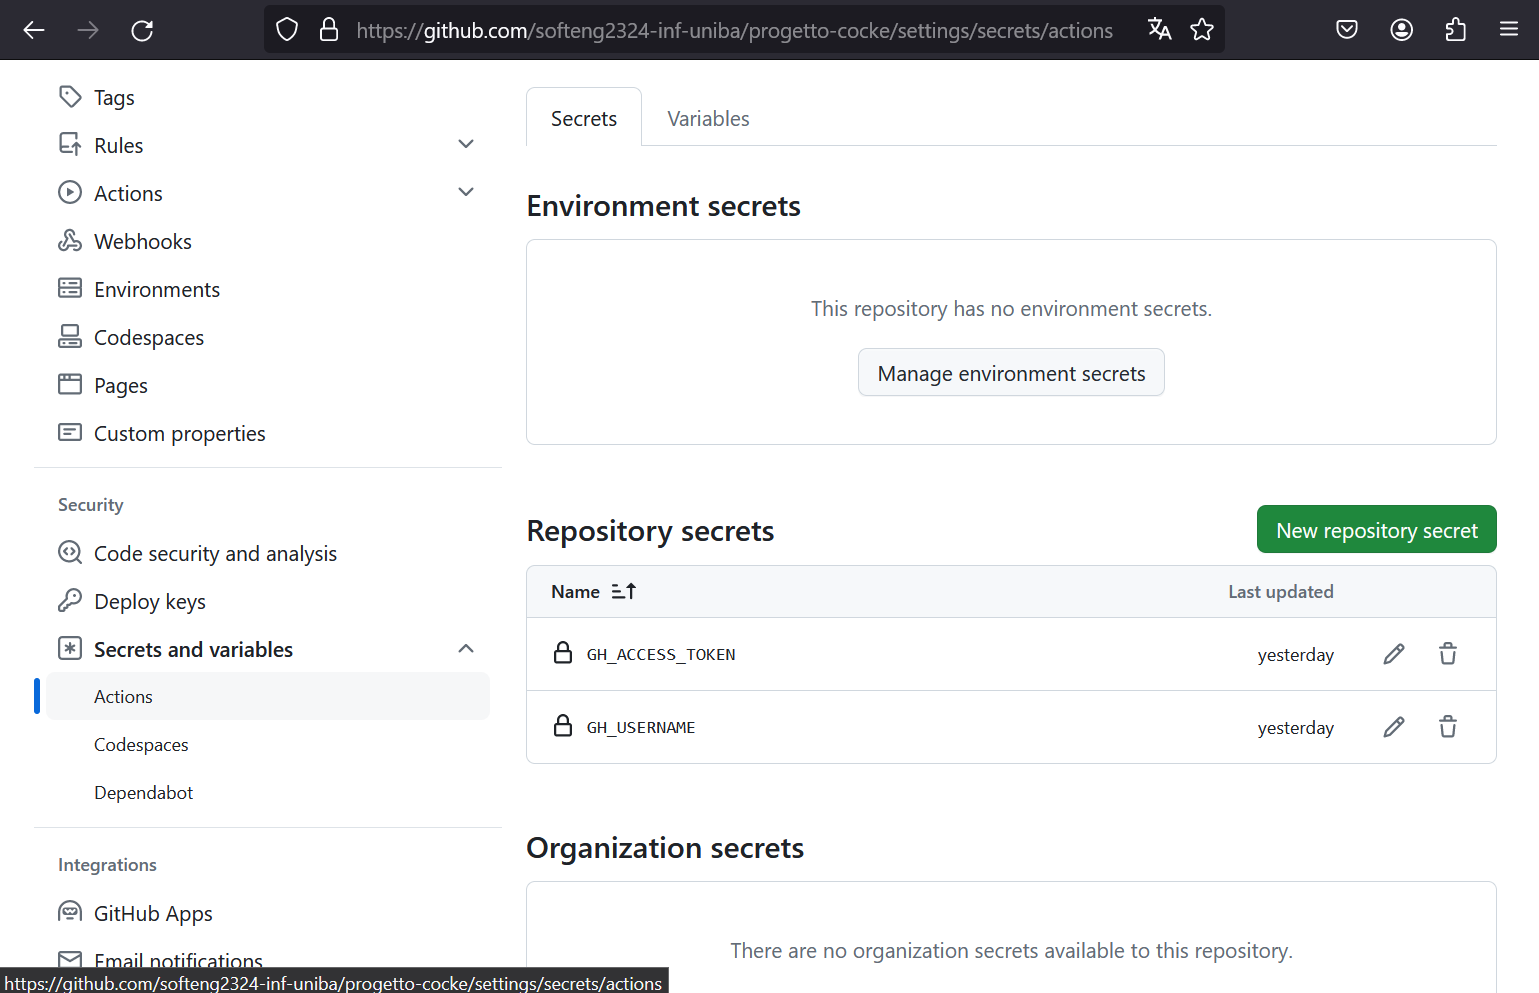 https://github.com/softeng2324-inf-uniba/progetto-cocke/settings/secrets/actions
Tags
Rules
Actions
Webhooks
Environments
Codespaces
Pages
Custom properties
Security
Code security and analysis
Deploy keys
Secrets and variables
Actions
Codespaces
Dependabot
Integrations
GitHub Apps
Email notifications
Secrets Variables
Environment secrets
This repository has no environment secrets.
Manage environment secrets
Repository secrets
New repository secret
Name Last updated
GH_ACCESS_TOKEN yesterday
GH_USERNAME yesterday
Organization secrets
There are no organization secrets available to this repository.
https://github.com/softeng2324-inf-uniba/progetto-cocke/settings/secrets/actions